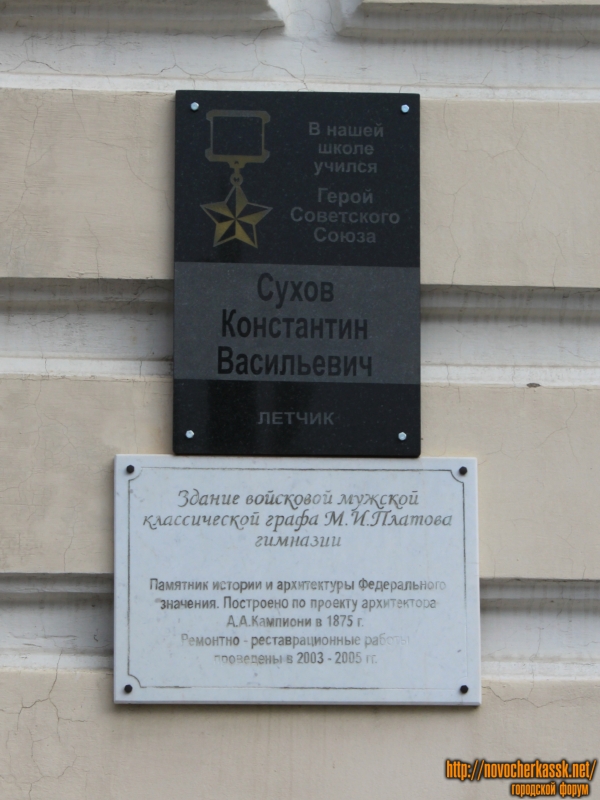 В нашей
школе
учился
Герой
Советского
Союза
Сухов
Константин
Васильевич
ЛЕТЧИК
Здание войсковой мужской
классической графа М.И.Платова
гимназии
Памятник истории и архитектуры Федерального
значения. Построено по проекту архитектора
А.А.Кампиони в 1875 г.
Ремонтно - реставрационные работы
проведены в 2003 - 2005 гг.
http://novocherkassk.net/
городской форум